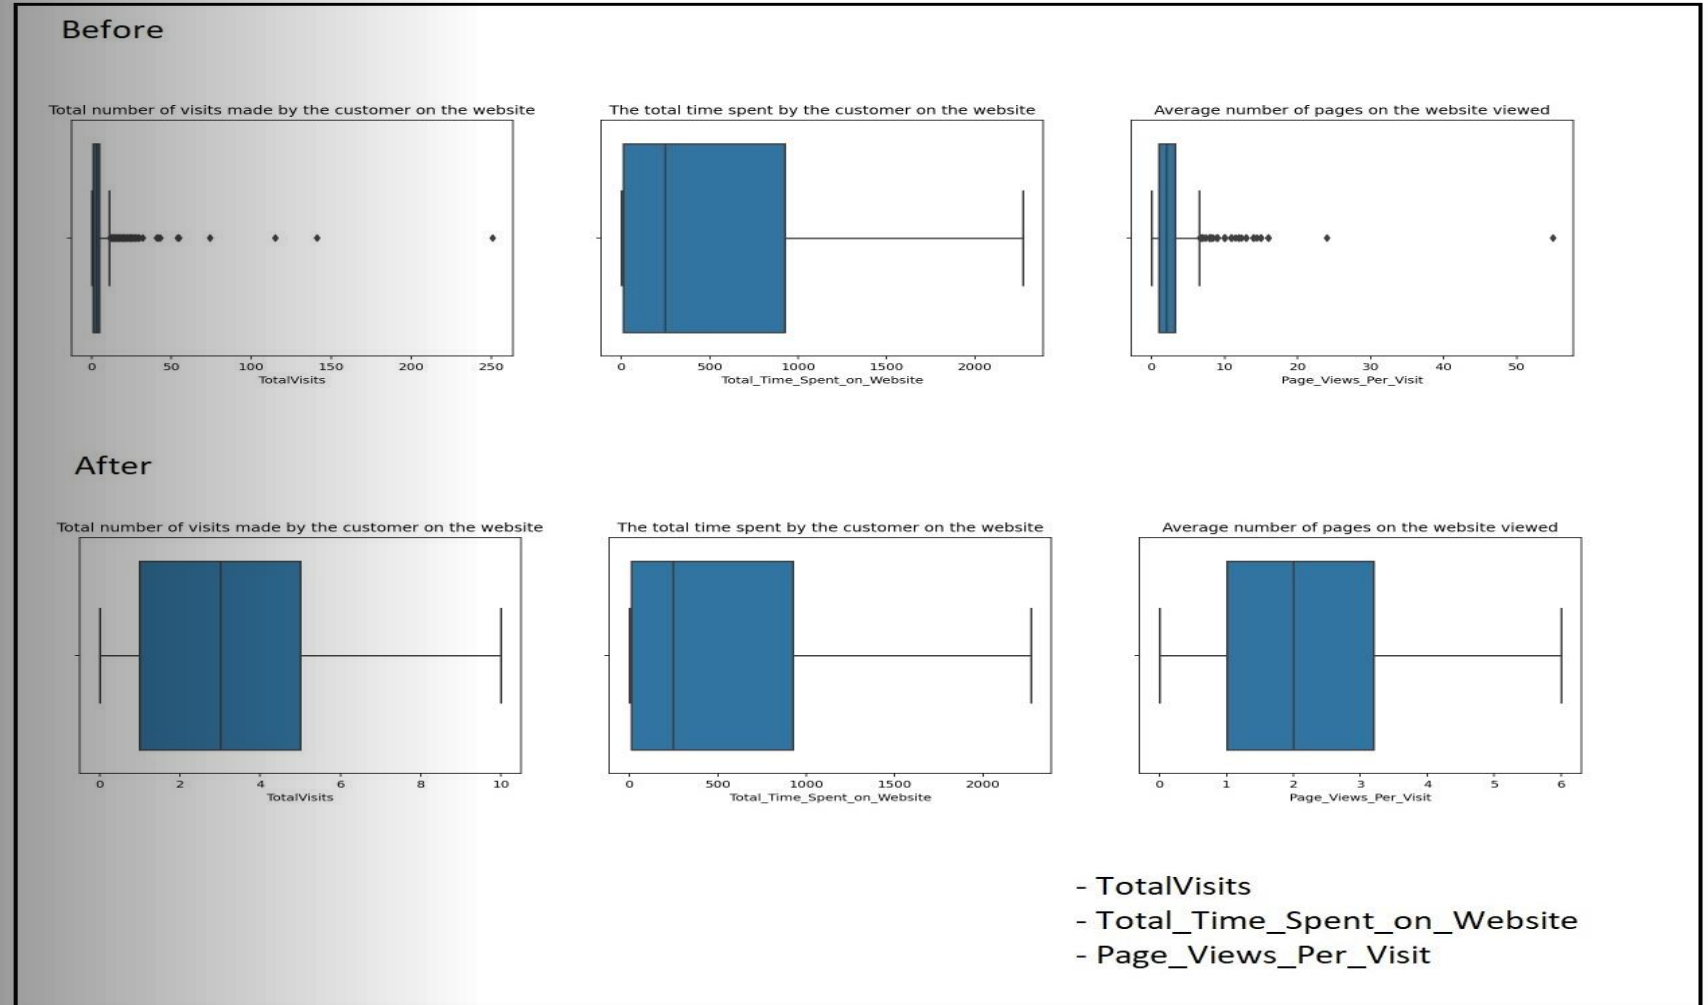 Before
Total number of visits made by the customer on the website
The total time spent by the customer on the website
Average number of pages on the website viewed
0 50 100 150 200 250
TotalVisits
0 500 1000 1500 2000
Total_Time_Spent_on_Website
0 10 20 30 40 50
Page_Views_Per_Visit
After
Total number of visits made by the customer on the website
The total time spent by the customer on the website
Average number of pages on the website viewed
0 2 4 6 8 10
TotalVisits
0 500 1000 1500 2000
Total_Time_Spent_on_Website
0 1 2 3 4 5 6
Page_Views_Per_Visit
- TotalVisits
- Total_Time_Spent_on_Website
- Page_Views_Per_Visit